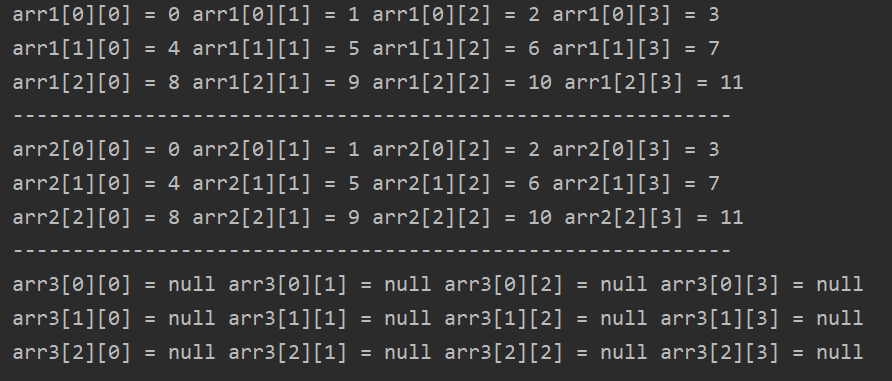 arr1[0][0] = 0 arr1[0][1] = 1 arr1[0][2] = 2 arr1[0][3] = 3
arr1[1][0] = 4 arr1[1][1] = 5 arr1[1][2] = 6 arr1[1][3] = 7
arr1[2][0] = 8 arr1[2][1] = 9 arr1[2][2] = 10 arr1[2][3] = 11
------------------------------------------------------------
arr2[0][0] = 0 arr2[0][1] = 1 arr2[0][2] = 2 arr2[0][3] = 3
arr2[1][0] = 4 arr2[1][1] = 5 arr2[1][2] = 6 arr2[1][3] = 7
arr2[2][0] = 8 arr2[2][1] = 9 arr2[2][2] = 10 arr2[2][3] = 11
------------------------------------------------------------
arr3[0][0] = null arr3[0][1] = null arr3[0][2] = null arr3[0][3] = null
arr3[1][0] = null arr3[1][1] = null arr3[1][2] = null arr3[1][3] = null
arr3[2][0] = null arr3[2][1] = null arr3[2][2] = null arr3[2][3] = null